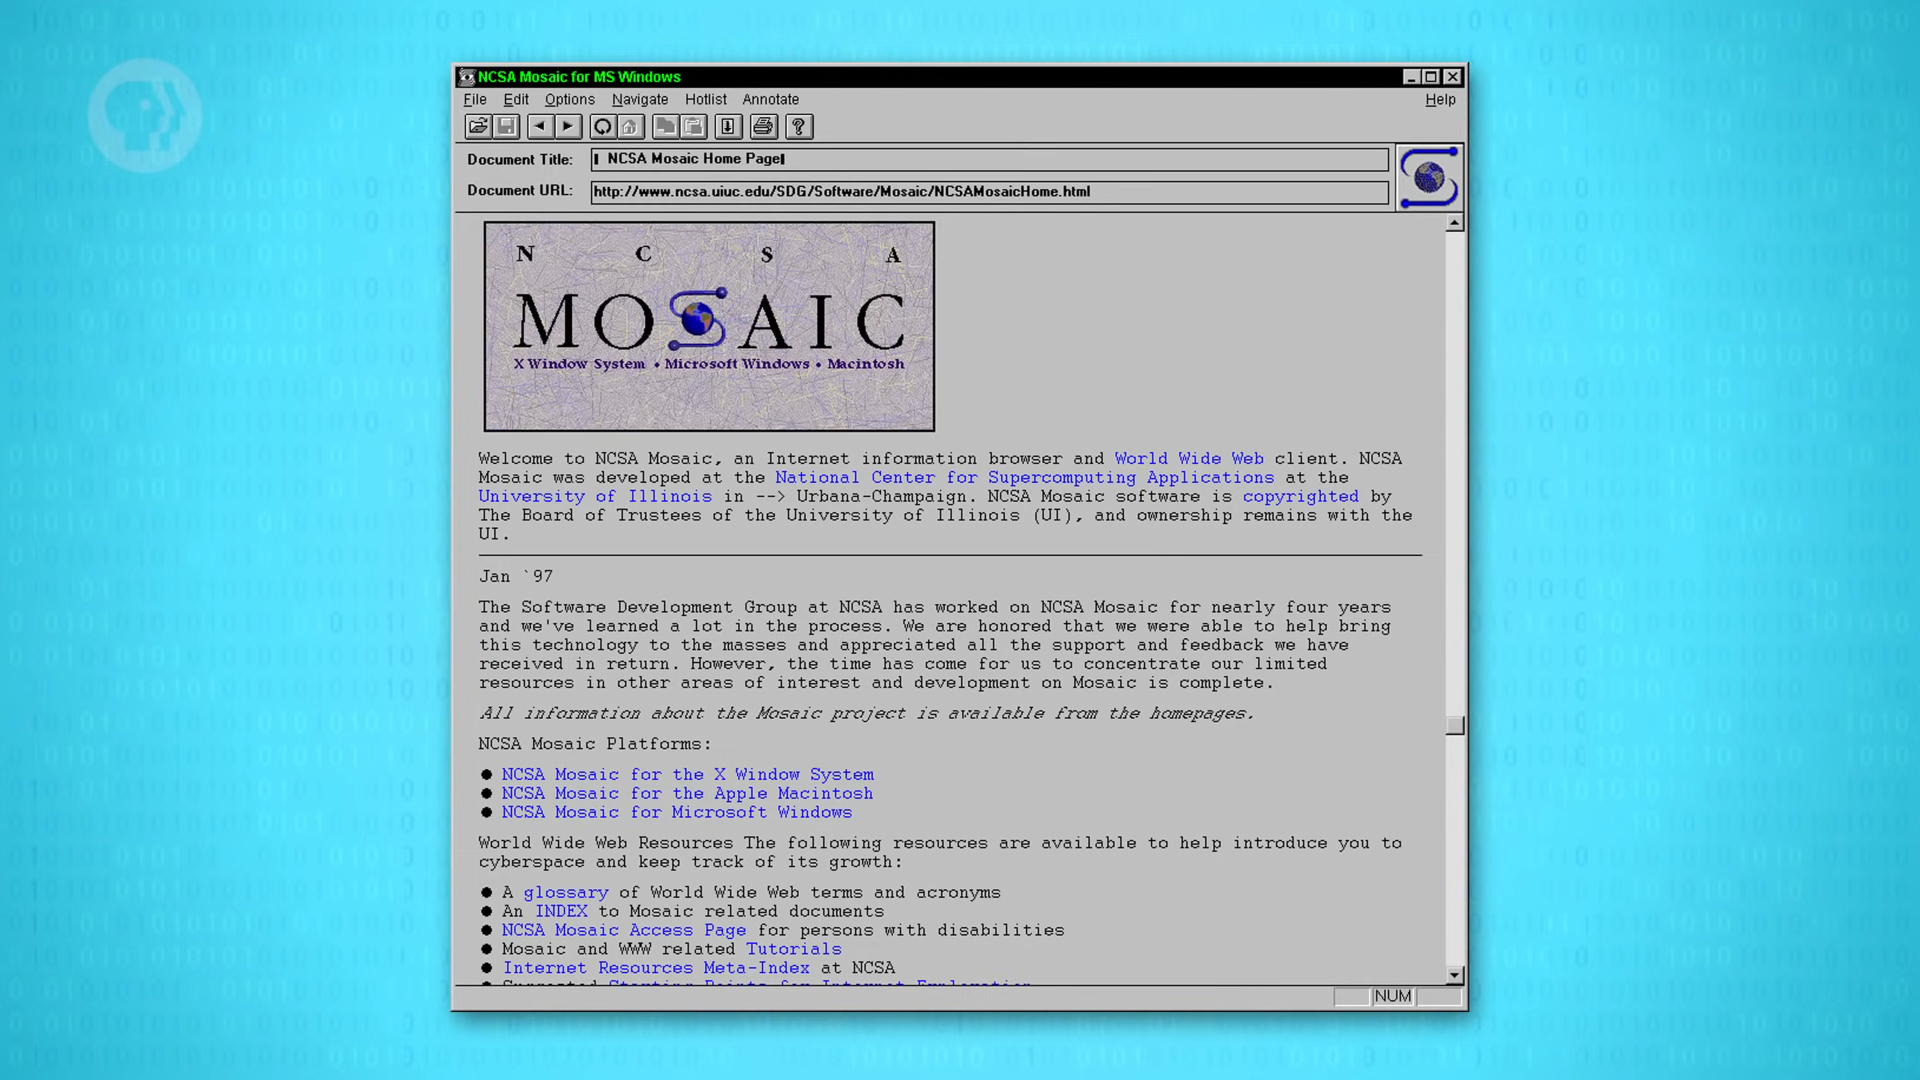 NCSA Mosaic for MS Windows
File Edit Options Navigate Hotlist Annotate Help
Document Title: NCSA Mosaic Home Page
Document URL: http://www.ncsa.uiuc.edu/SDG/Software/Mosaic/NCSAMosaicHome.html
N C S A
MOSAIC
X Window System • Microsoft Windows • Macintosh
Welcome to NCSA Mosaic, an Internet information browser and World Wide Web client. NCSA
Mosaic was developed at the National Center for Supercomputing Applications at the
University of Illinois in --> Urbana-Champaign. NCSA Mosaic software is copyrighted by
The Board of Trustees of the University of Illinois (UI), and ownership remains with the
UI.
Jan `97
The Software Development Group at NCSA has worked on NCSA Mosaic for nearly four years
and we've learned a lot in the process. We are honored that we were able to help bring
this technology to the masses and appreciated all the support and feedback we have
received in return. However, the time has come for us to concentrate our limited
resources in other areas of interest and development on Mosaic is complete.
All information about the Mosaic project is available from the homepages.
NCSA Mosaic Platforms:
● NCSA Mosaic for the X Window System
● NCSA Mosaic for the Apple Macintosh
● NCSA Mosaic for Microsoft Windows
World Wide Web Resources The following resources are available to help introduce you to
cyberspace and keep track of its growth:
● A glossary of World Wide Web terms and acronyms
● An INDEX to Mosaic related documents
● NCSA Mosaic Access Page for persons with disabilities
● Mosaic and WWW related Tutorials
● Internet Resources Meta-Index at NCSA
● Suggested Starting Points for Internet Exploration
NUM